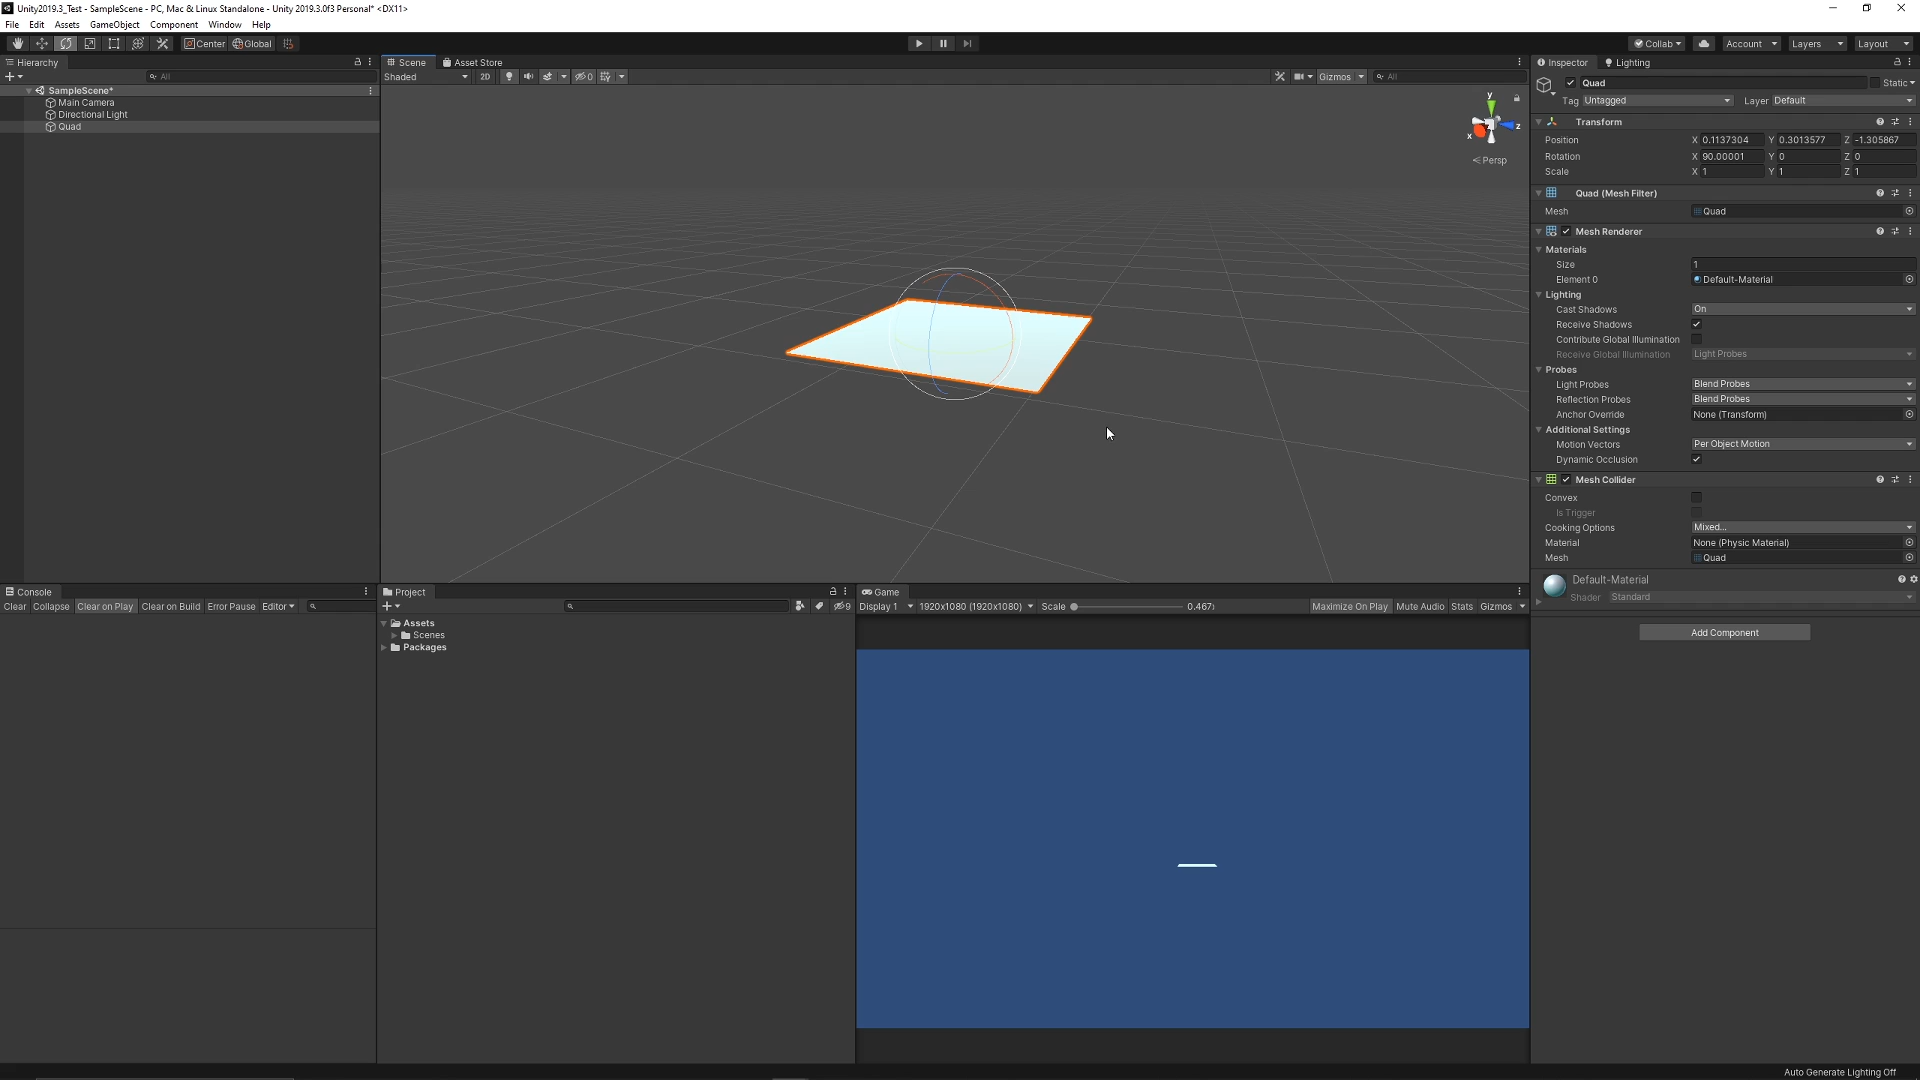 Unity2019.3_Test - SampleScene - PC, Mac & Linux Standalone - Unity 2019.3.0f3 Personal* <DX11>
File Edit Assets GameObject Component Window Help
Center Global Collab Account Layers Layout
Hierarchy
All
SampleScene*
Main Camera
Directional Light
Quad
Scene Asset Store
Shaded 2D 0 Gizmos All
y
x z
Persp
Inspector Lighting
Quad Static
Tag Untagged Layer Default
Transform
Position X 0.1137304 Y 0.3013577 Z -1.305867
Rotation X 90.00001 Y 0 Z 0
Scale X 1 Y 1 Z 1
Quad (Mesh Filter)
Mesh Quad
Mesh Renderer
Materials
Size 1
Element 0 Default-Material
Lighting
Cast Shadows On
Receive Shadows
Contribute Global Illumination
Receive Global Illumination Light Probes
Probes
Light Probes Blend Probes
Reflection Probes Blend Probes
Anchor Override None (Transform)
Additional Settings
Motion Vectors Per Object Motion
Dynamic Occlusion
Mesh Collider
Convex
Is Trigger
Cooking Options Mixed...
Material None (Physic Material)
Mesh Quad
Default-Material
Shader Standard
Add Component
Console
Clear Collapse Clear on Play Clear on Build Error Pause Editor
Project
9
Assets
Scenes
Packages
Game
Display 1 1920x1080 (1920x1080) Scale 0.467 Maximize On Play Mute Audio Stats Gizmos
Auto Generate Lighting Off